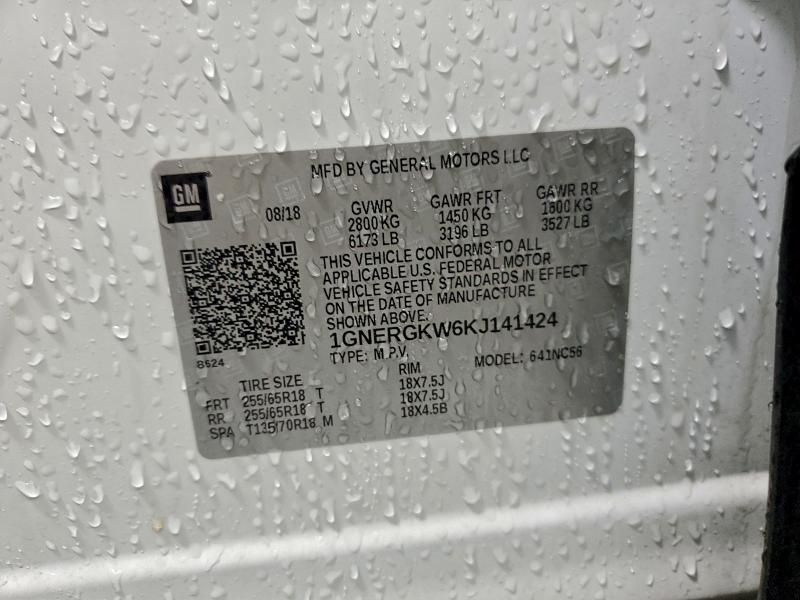 MFD BY GENERAL MOTORS LLC
GM
08/18
GVWR GAWR FRT GAWR RR
2800 KG 1450 KG 1600 KG
6173 LB 3196 LB 3527 LB
THIS VEHICLE CONFORMS TO ALL
APPLICABLE U.S. FEDERAL MOTOR
VEHICLE SAFETY STANDARDS IN EFFECT
ON THE DATE OF MANUFACTURE
SHOWN ABOVE.
1GNERGKW6KJ141424
8624
TYPE: M.P.V. MODEL: 641NC56
TIRE SIZE RIM
FRT 255/65R18 T 18X7.5J
RR 255/65R18 T 18X7.5J
SPA T135/70R18 M 18X4.5B